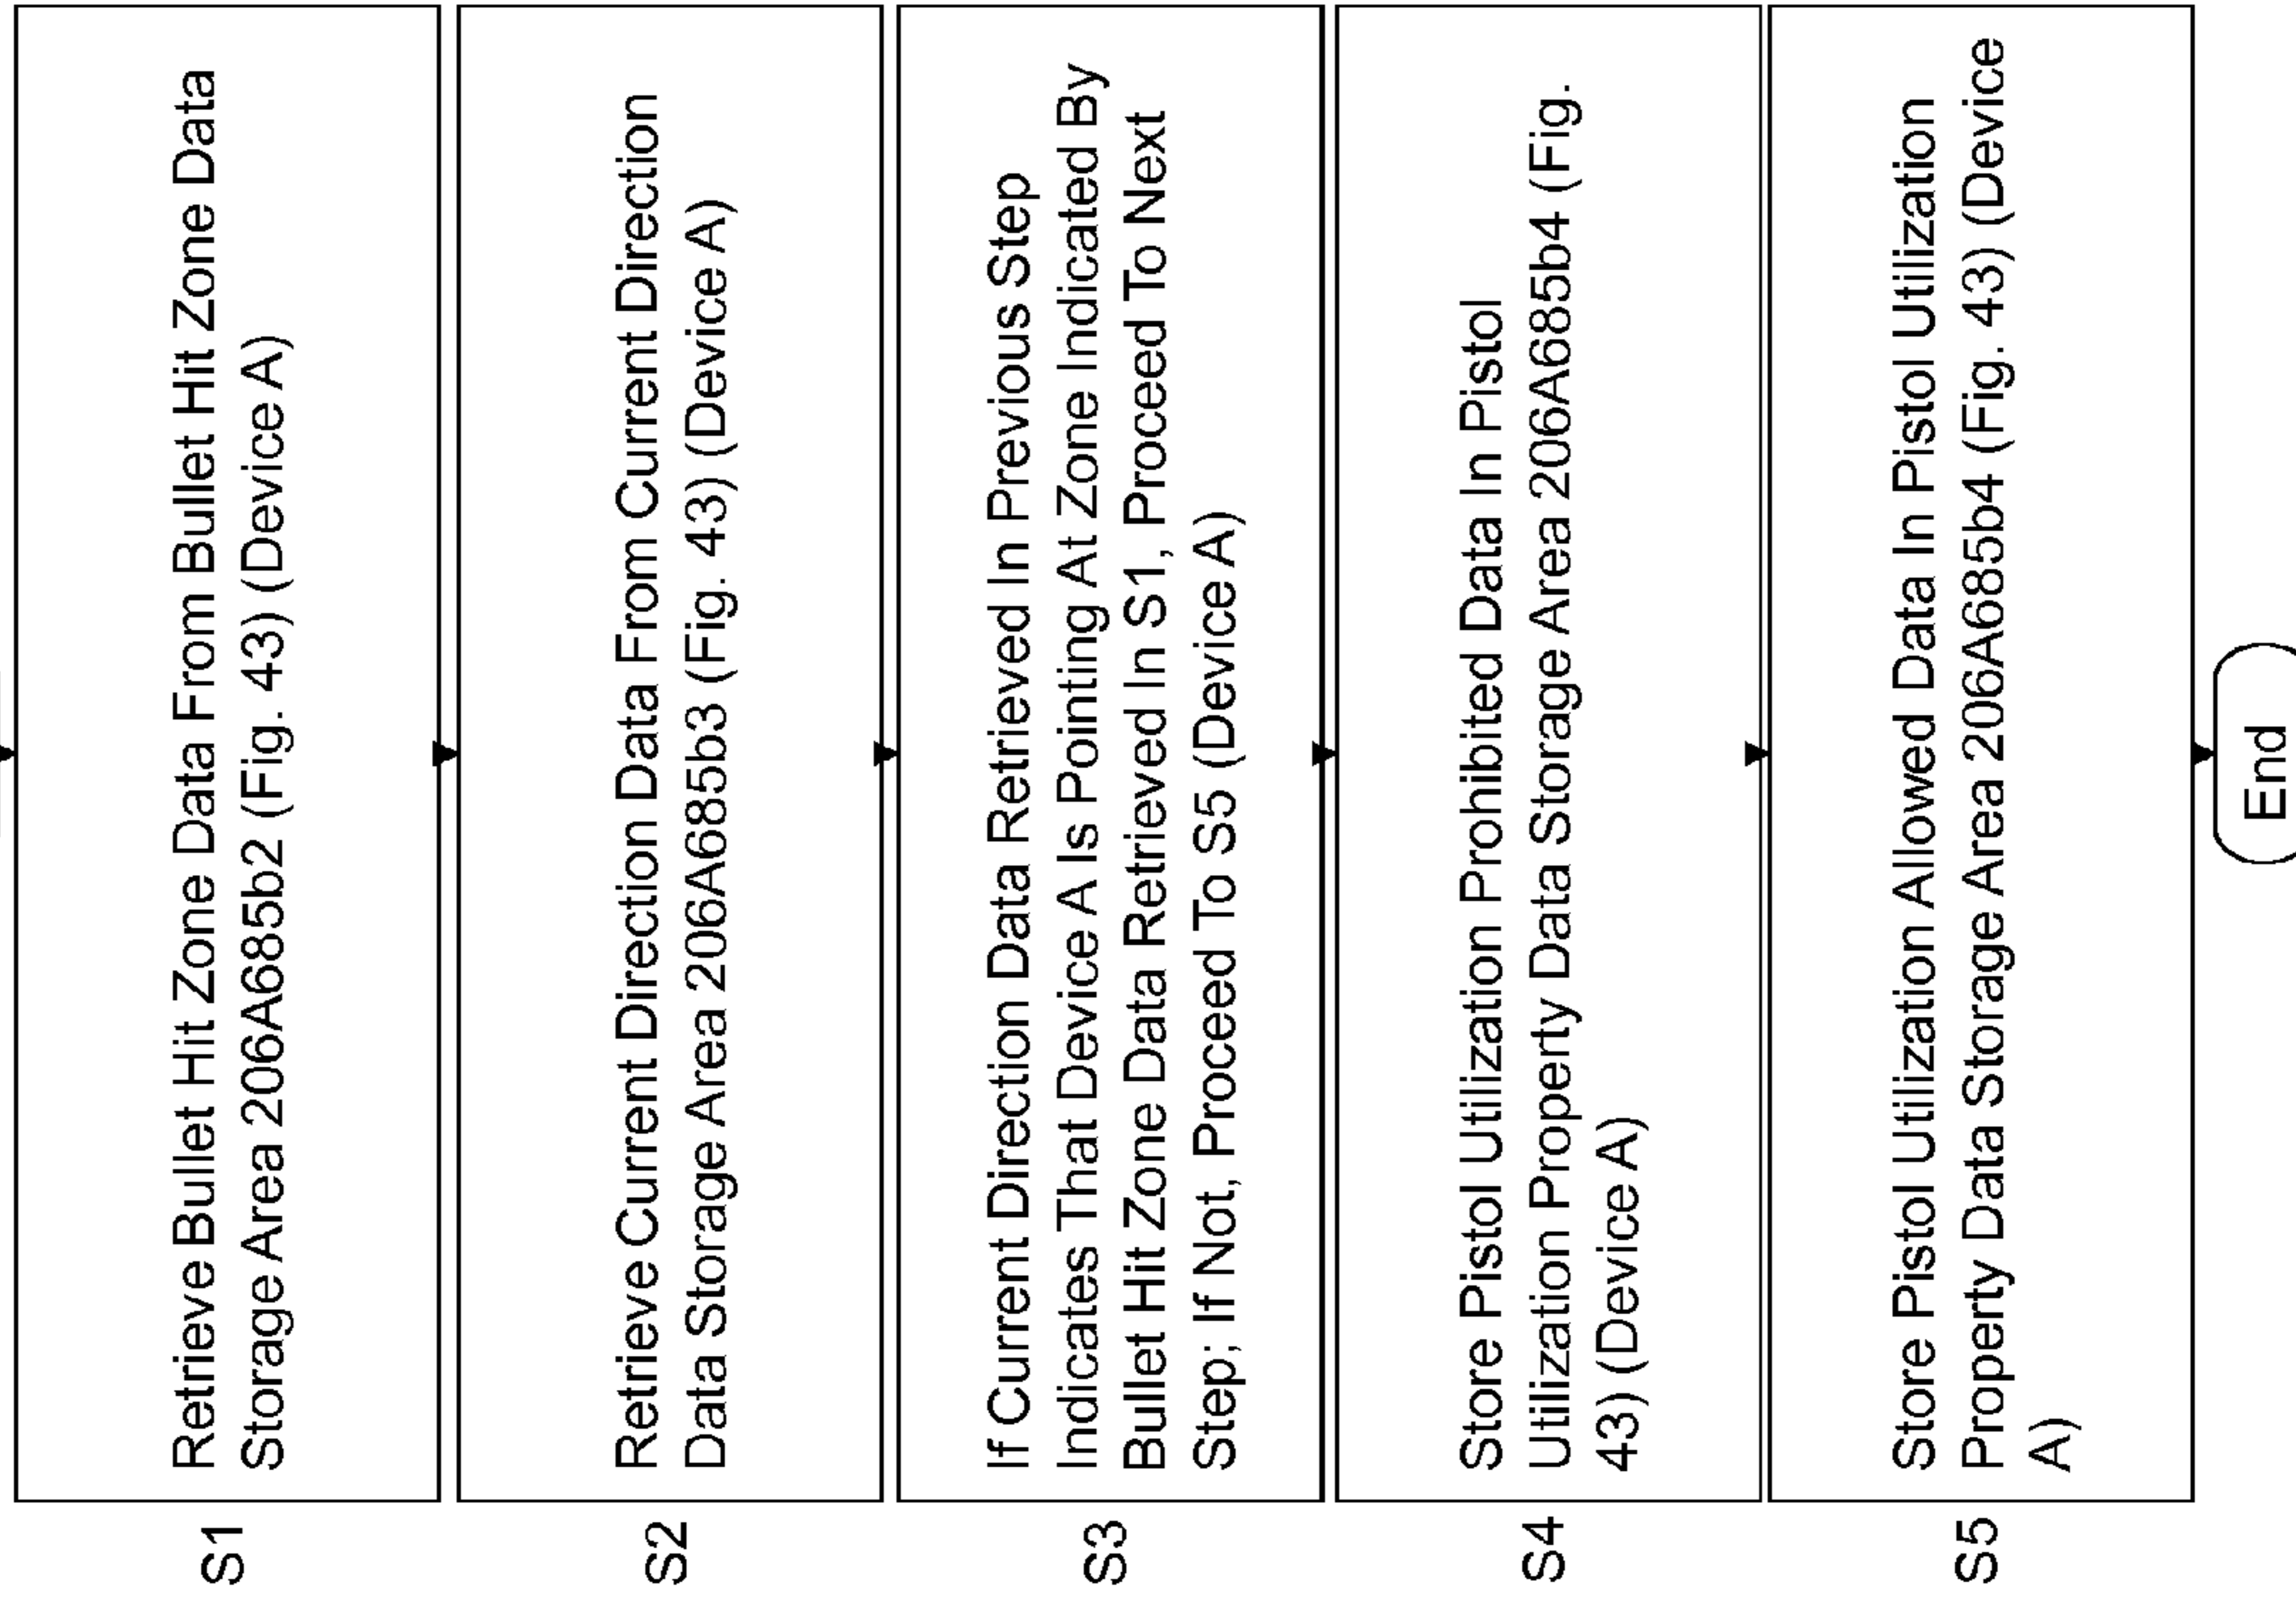 S1
Retrieve Bullet Hit Zone Data From Bullet Hit Zone Data
Storage Area 206A685b2 (Fig. 43) (Device A)
S2
Retrieve Current Direction Data From Current Direction
Data Storage Area 206A685b3 (Fig. 43) (Device A)
S3
If Current Direction Data Retrieved In Previous Step
Indicates That Device A Is Pointing At Zone Indicated By
Bullet Hit Zone Data Retrieved In S1, Proceed To Next
Step; If Not, Proceed To S5 (Device A)
S4
Store Pistol Utilization Prohibited Data In Pistol
Utilization Property Data Storage Area 206A685b4 (Fig.
43) (Device A)
S5
Store Pistol Utilization Allowed Data In Pistol Utilization
Property Data Storage Area 206A685b4 (Fig. 43) (Device
A)
End